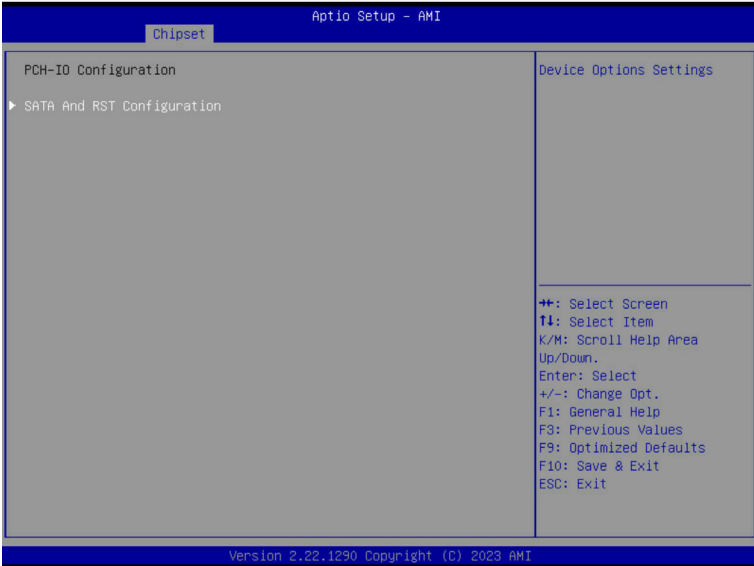 Aptio Setup – AMI
Chipset
PCH-IO Configuration
SATA And RST Configuration
Device Options Settings
→←: Select Screen
↑↓: Select Item
K/M: Scroll Help Area
Up/Down.
Enter: Select
+/-: Change Opt.
F1: General Help
F3: Previous Values
F9: Optimized Defaults
F10: Save & Exit
ESC: Exit
Version 2.22.1290 Copyright (C) 2023 AMI